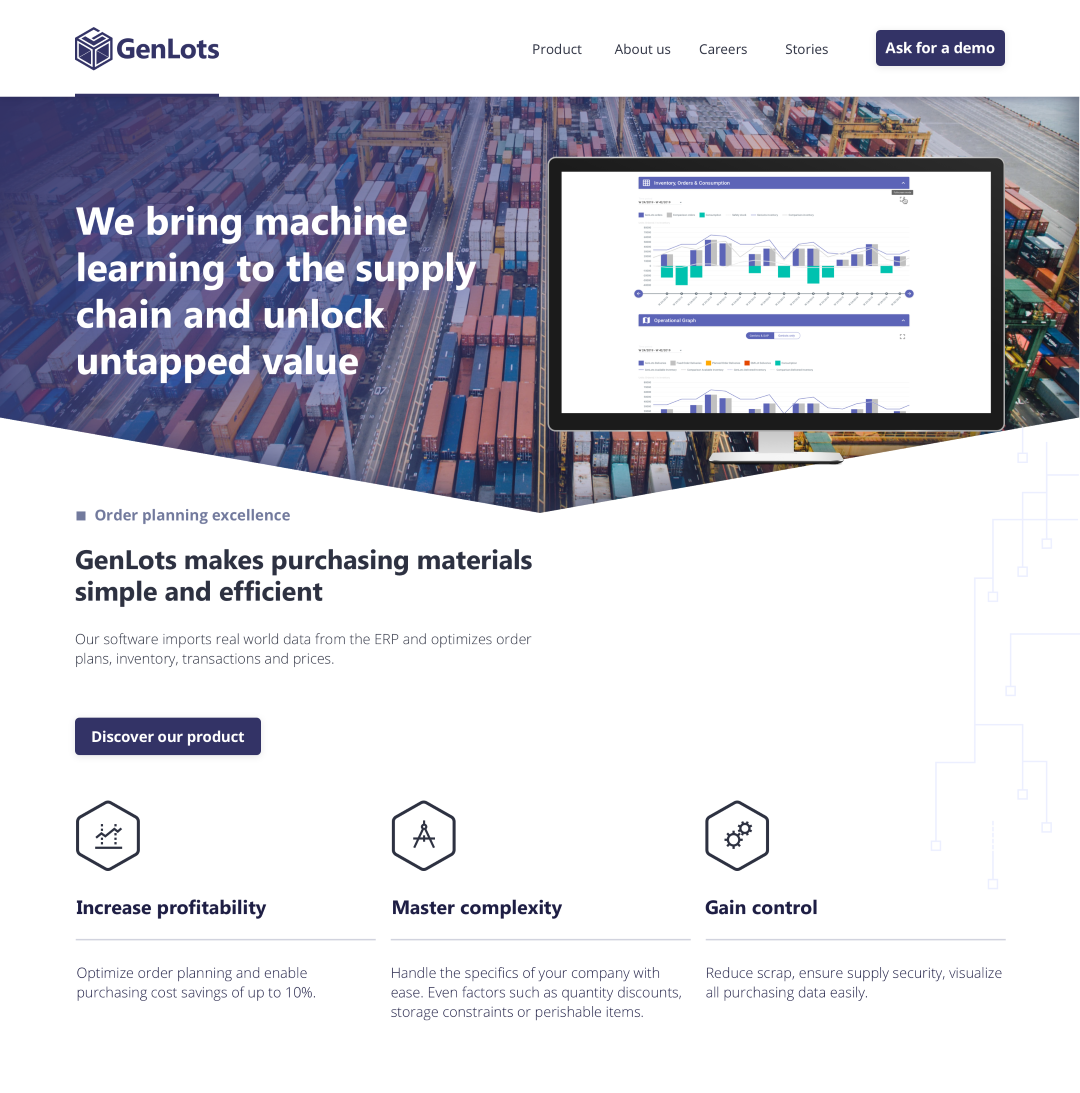 GenLots
Product
About us
Careers
Stories
Ask for a demo
We bring machine
learning to the supply
chain and unlock
untapped value
Inventory, Orders & Consumption
Operational Graph
Order planning excellence
GenLots makes purchasing materials
simple and efficient
Our software imports real world data from the ERP and optimizes order
plans, inventory, transactions and prices.
Discover our product
Increase profitability
Master complexity
Gain control
Optimize order planning and enable
purchasing cost savings of up to 10%.
Handle the specifics of your company with
ease. Even factors such as quantity discounts,
storage constraints or perishable items.
Reduce scrap, ensure supply security, visualize
all purchasing data easily.